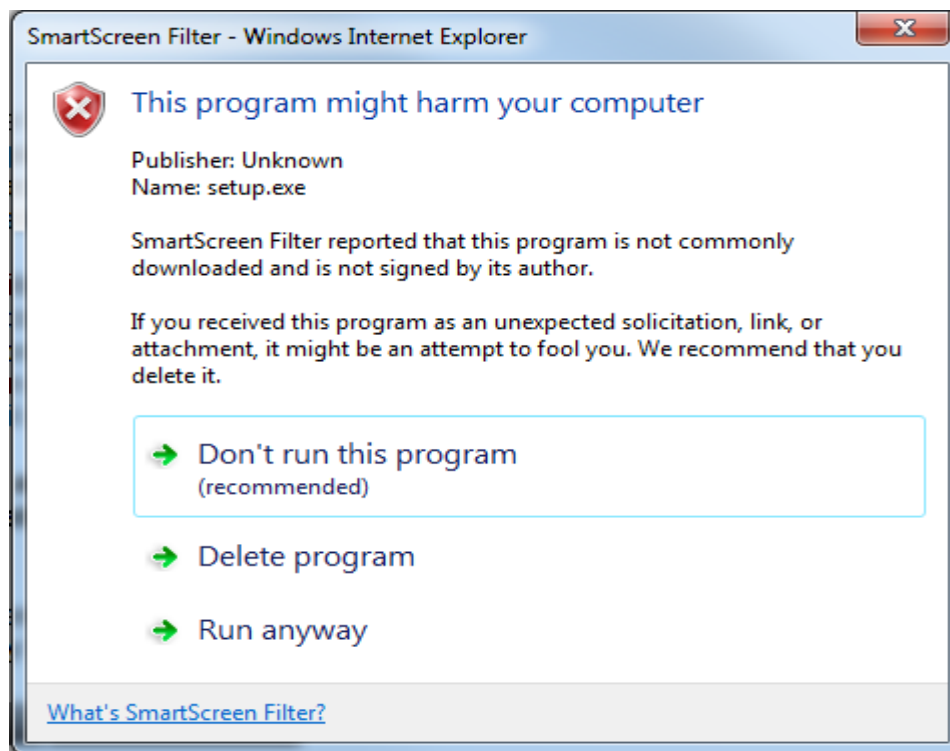 SmartScreen Filter - Windows Internet Explorer
This program might harm your computer
Publisher: Unknown
Name: setup.exe
SmartScreen Filter reported that this program is not commonly
downloaded and is not signed by its author.
If you received this program as an unexpected solicitation, link, or
attachment, it might be an attempt to fool you. We recommend that you
delete it.
Don't run this program
(recommended)
Delete program
Run anyway
What's SmartScreen Filter?